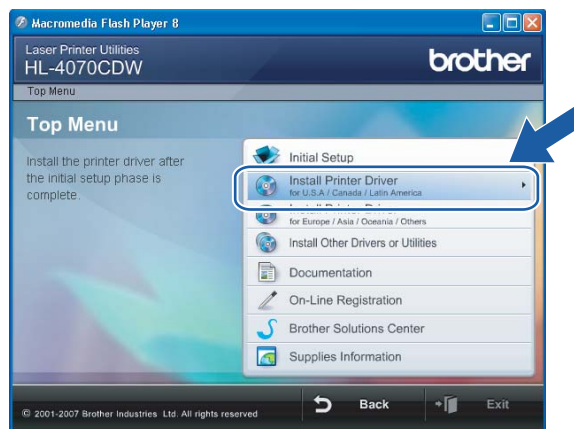 Macromedia Flash Player 8
Laser Printer Utilities
HL-4070CDW
brother
Top Menu
Top Menu
Install the printer driver after
the initial setup phase is
complete.
Initial Setup
Install Printer Driver
for U.S.A / Canada / Latin America
for Europe / Asia / Oceania / Others
Install Other Drivers or Utilities
Documentation
On-Line Registration
Brother Solutions Center
Supplies Information
© 2001-2007 Brother Industries Ltd. All rights reserved
Back
Exit